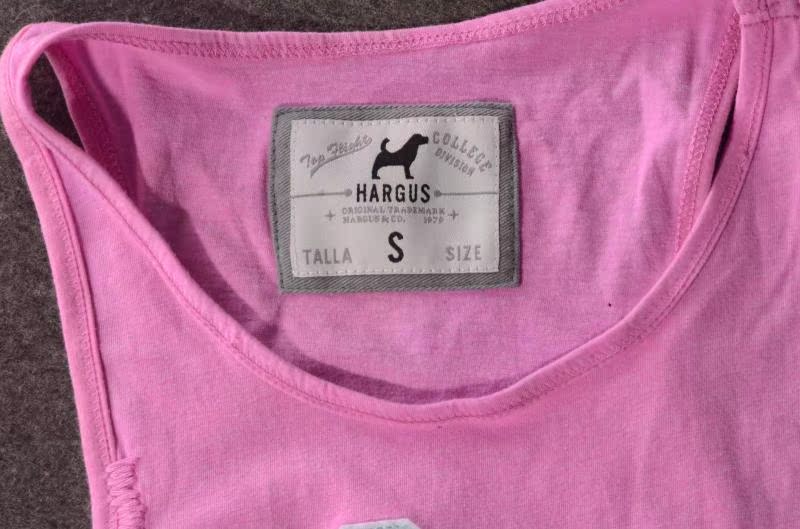 Top Flight
COLLEGE
DIVISION
HARGUS
ORIGINAL TRADEMARK
HARGUS & CO. 1979
S
TALLA SIZE